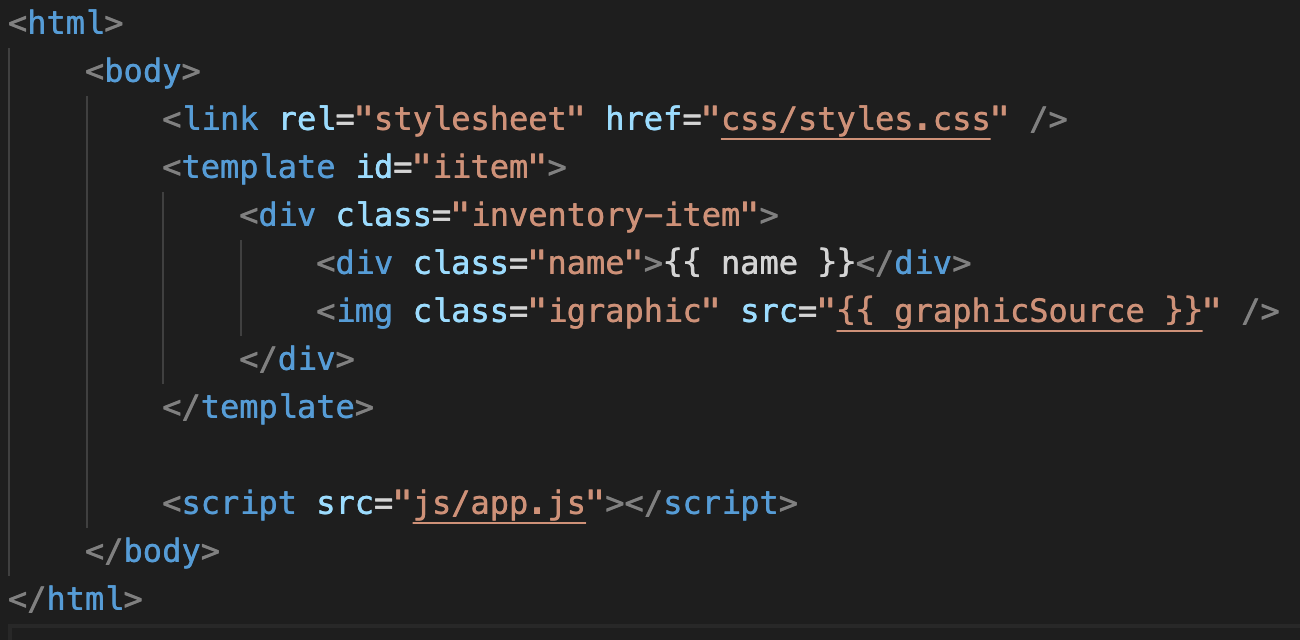 <html>
<body>
<link rel="stylesheet" href="css/styles.css" />
<template id="iitem">
<div class="inventory-item">
<div class="name">{{ name }}</div>
<img class="igraphic" src="{{ graphicSource }}" />
</div>
</template>
<script src="js/app.js"></script>
</body>
</html>